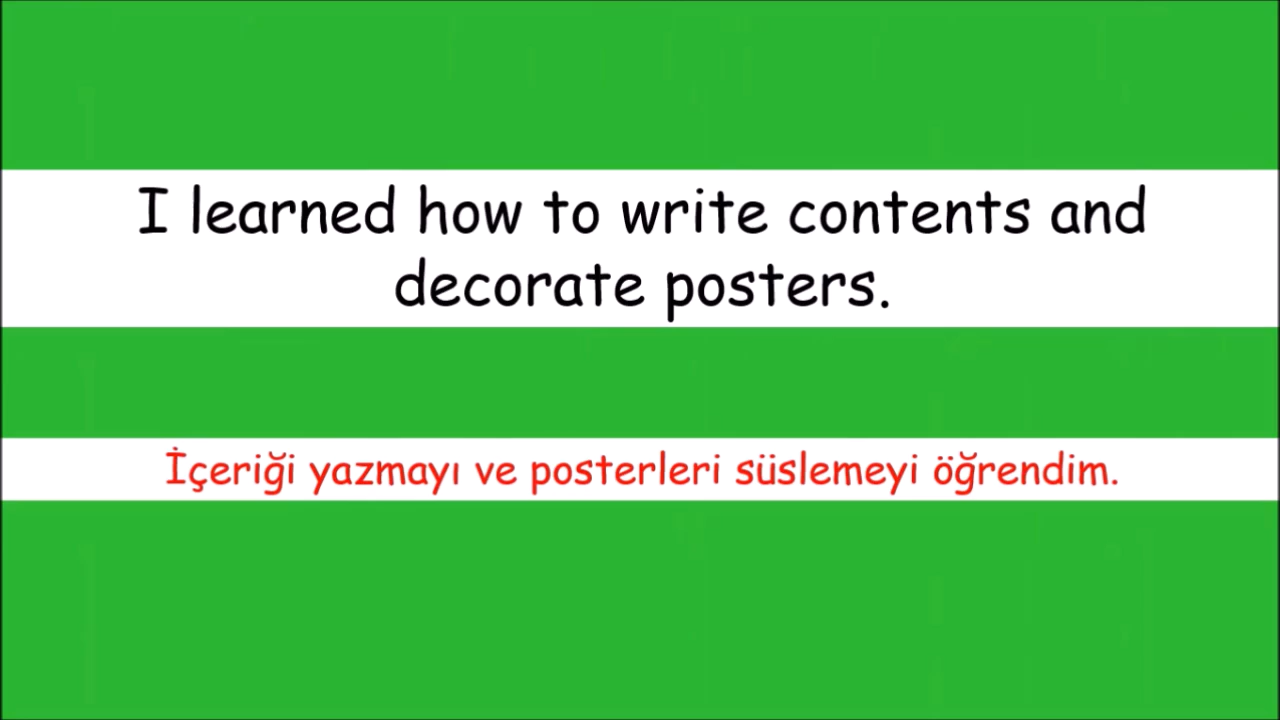 I learned how to write contents and
decorate posters.
İçeriği yazmayı ve posterleri süslemeyi öğrendim.